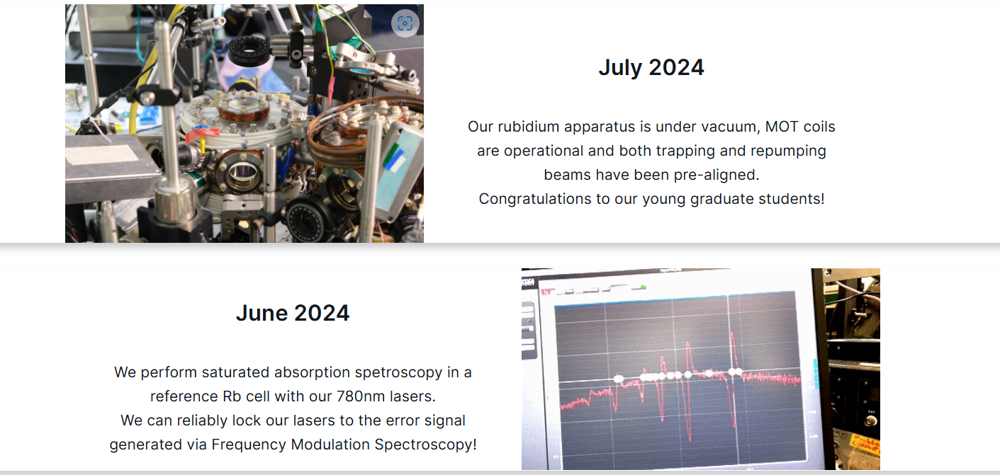 July 2024
Our rubidium apparatus is under vacuum, MOT coils
are operational and both trapping and repumping
beams have been pre-aligned.
Congratulations to our young graduate students!
June 2024
We perform saturated absorption spetroscopy in a
reference Rb cell with our 780nm lasers.
We can reliably lock our lasers to the error signal
generated via Frequency Modulation Spectroscopy!